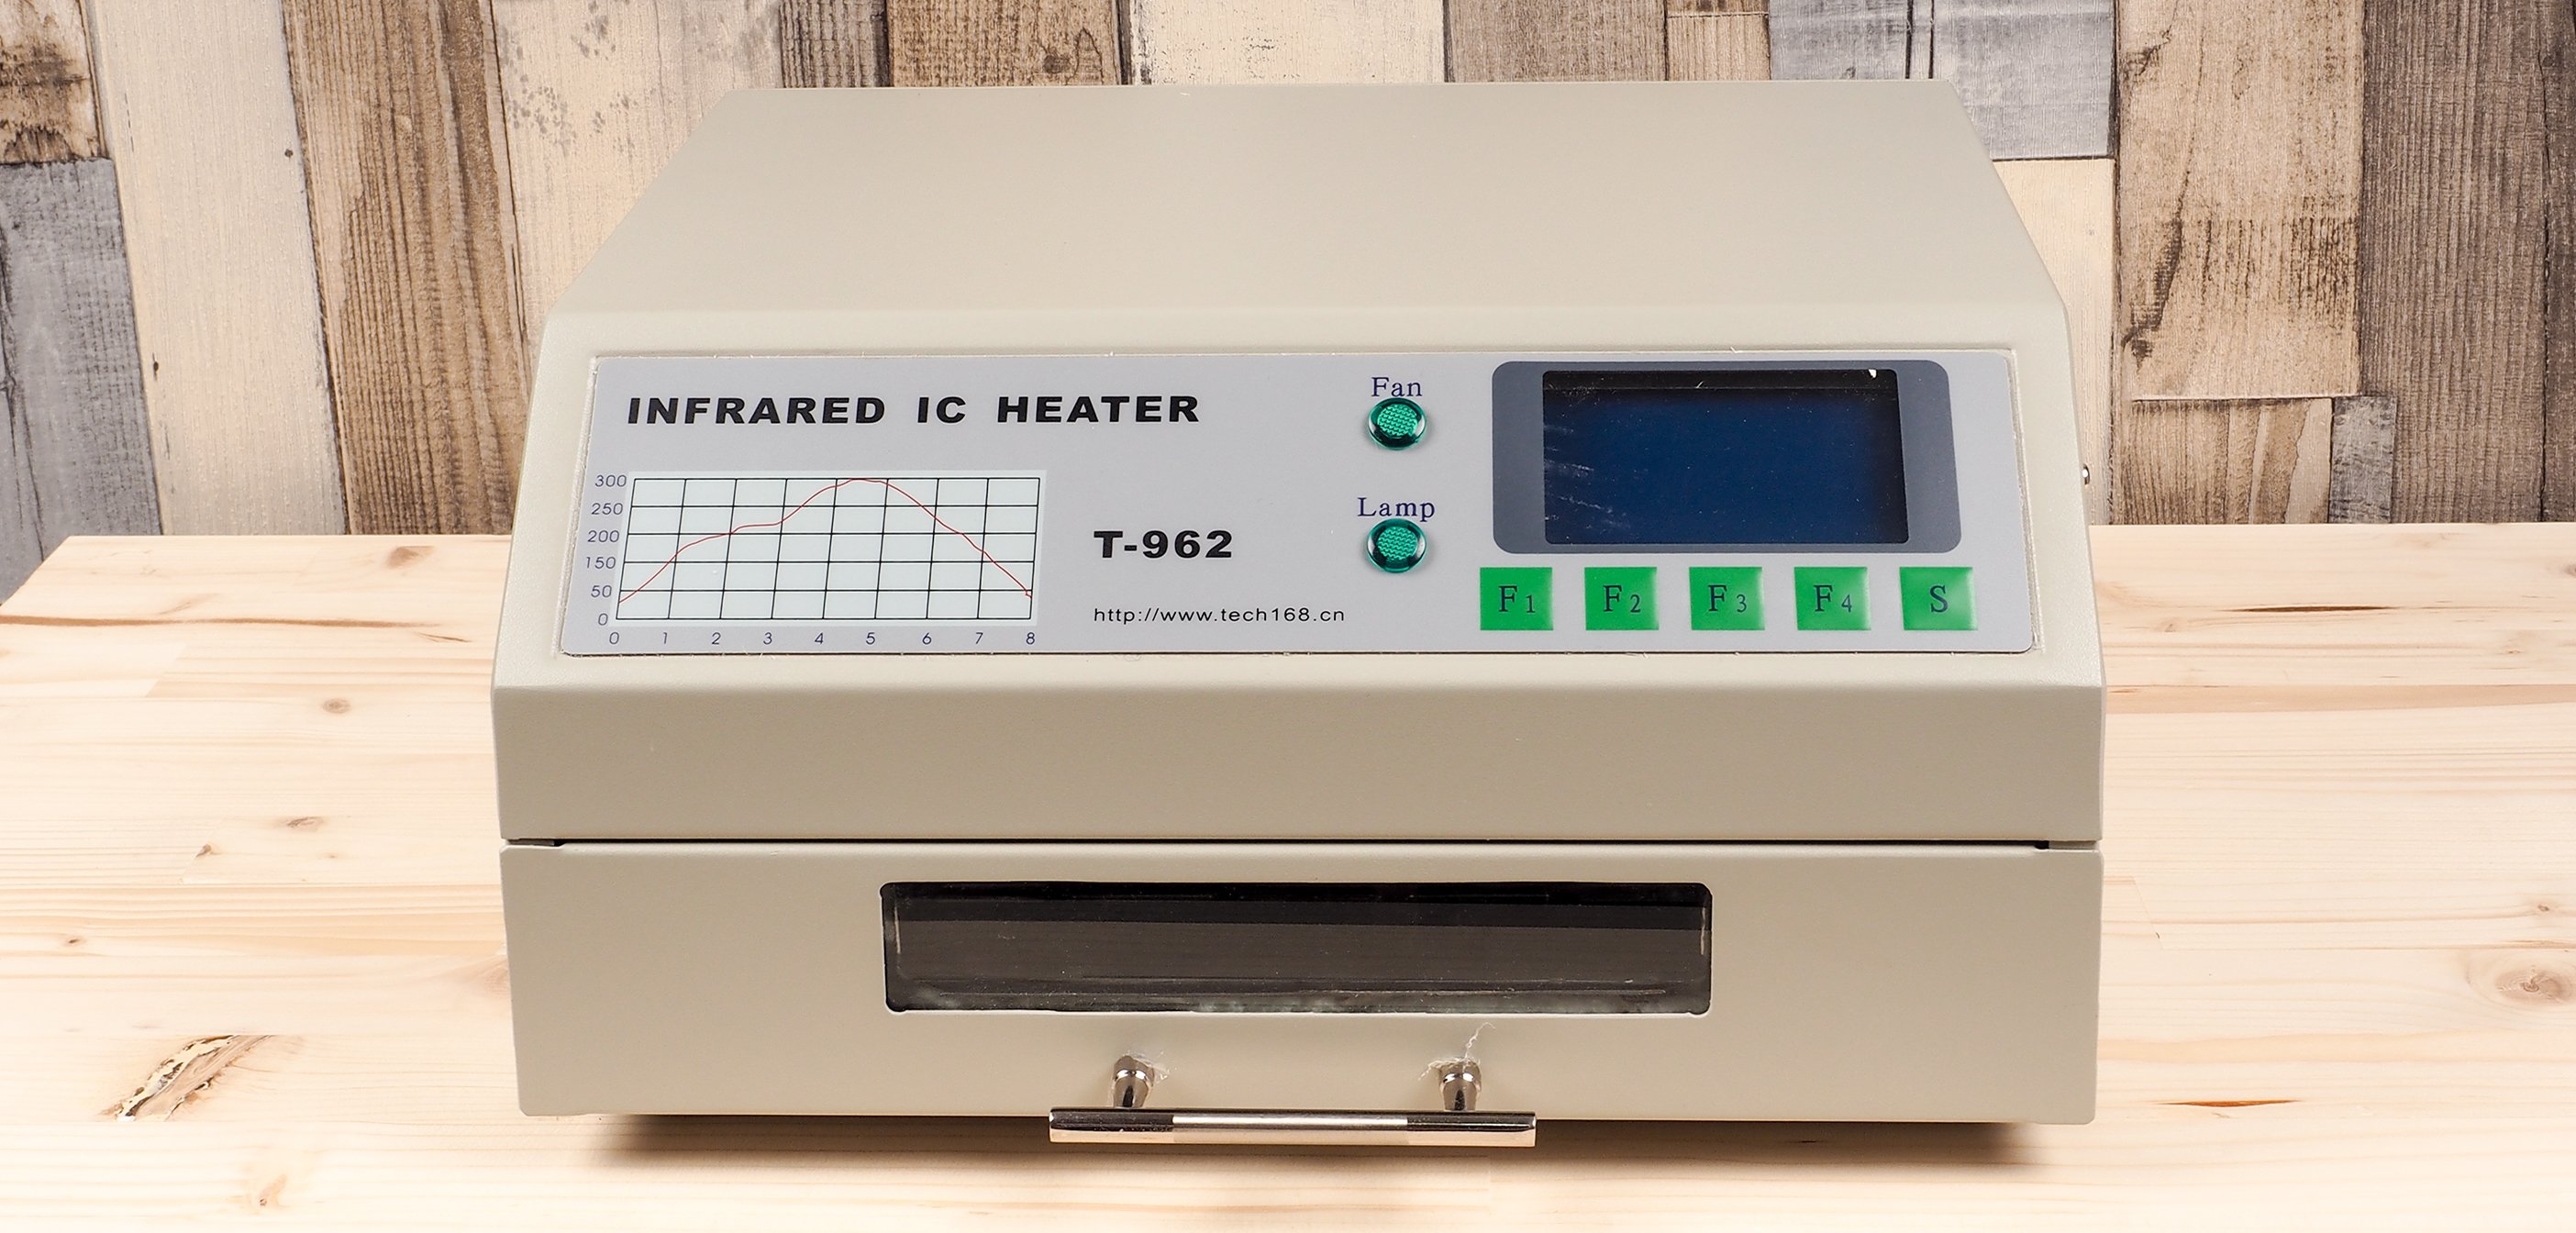 INFRARED IC HEATER
300
250
200
150
50
0
0 1 2 3 4 5 6 7 8
T-962
http://www.tech168.cn
Fan
Lamp
F1 F2 F3 F4 S